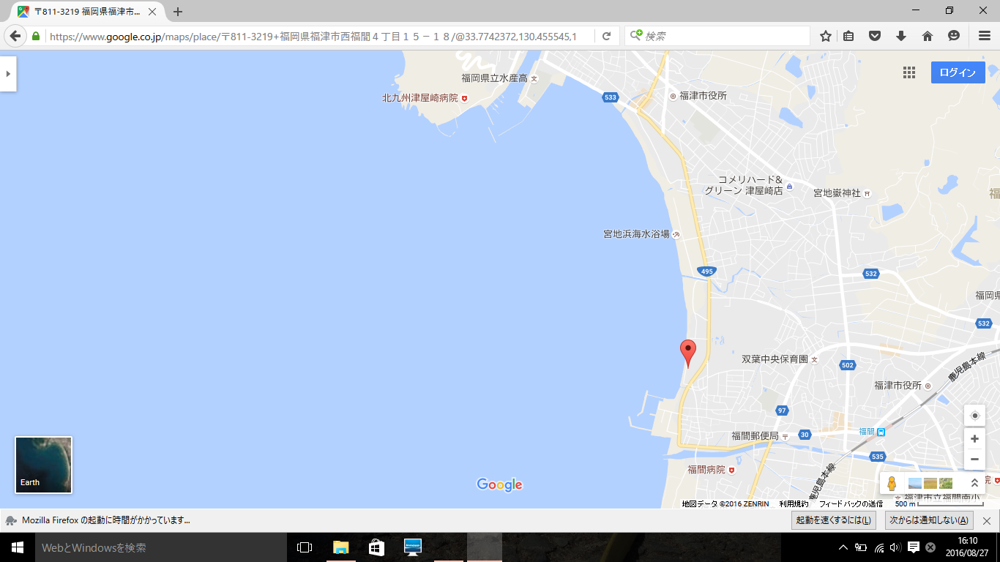 〒811-3219 福岡県福津市...
https://www.google.co.jp/maps/place/〒811-3219+福岡県福津市西福間４丁目１５－１８/@33.7742372,130.455545,1
検索
ログイン
福岡県立水産高
北九州津屋崎病院
533
福津市役所
コメリハード&
グリーン 津屋崎店
宮地嶽神社
福
宮地浜海水浴場
495
532
福岡県
532
双葉中央保育園
502
鹿児島本線
福津市役所
97
福間
福間郵便局
30
535
福間病院
鹿児島本線
院
Earth
Google
福津市立福間南小
地図データ ©2016 ZENRIN
利用規約
フィードバックの送信
500 m
Mozilla Firefox の起動に時間がかかっています...
起動を速くするには(L)
次からは通知しない(A)
WebとWindowsを検索
16:10
2016/08/27